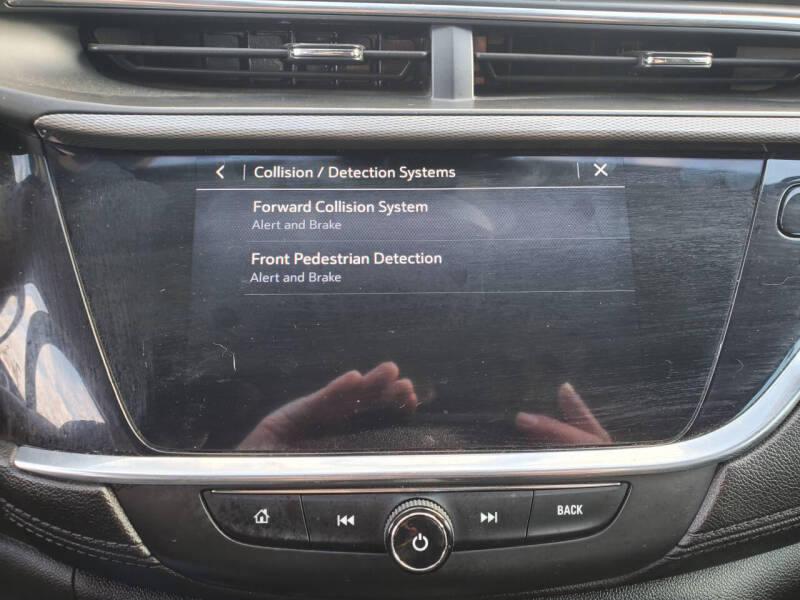 Collision / Detection Systems
Forward Collision System
Alert and Brake
Front Pedestrian Detection
Alert and Brake
BACK